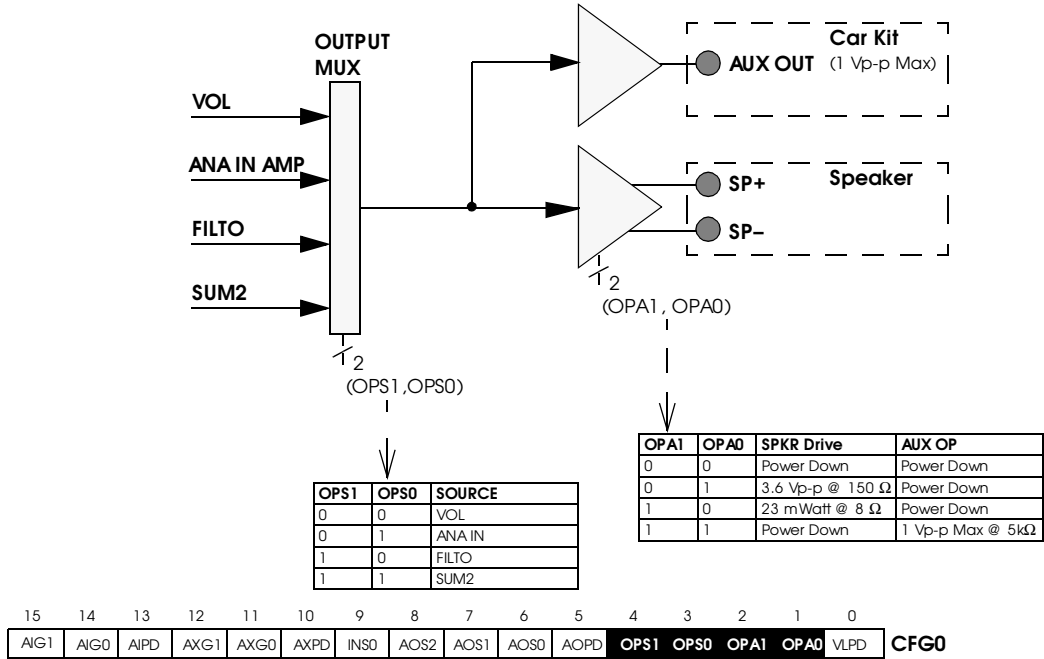 OUTPUT
MUX
VOL
ANA IN AMP
FILTO
SUM2
Car Kit
AUX OUT (1 Vp-p Max)
Speaker
SP+
SP–
2
(OPA1, OPA0)
2
(OPS1,OPS0)
OPA1 OPA0 SPKR Drive AUX OP
0 0 Power Down Power Down
0 1 3.6 Vp-p @ 150 Ω Power Down
1 0 23 mWatt @ 8 Ω Power Down
1 1 Power Down 1 Vp-p Max @ 5kΩ
OPS1 OPS0 SOURCE
0 0 VOL
0 1 ANA IN
1 0 FILTO
1 1 SUM2
15 14 13 12 11 10 9 8 7 6 5 4 3 2 1 0
AIG1 AIG0 AIPD AXG1 AXG0 AXPD INS0 AOS2 AOS1 AOS0 AOPD OPS1 OPS0 OPA1 OPA0 VLPD CFG0